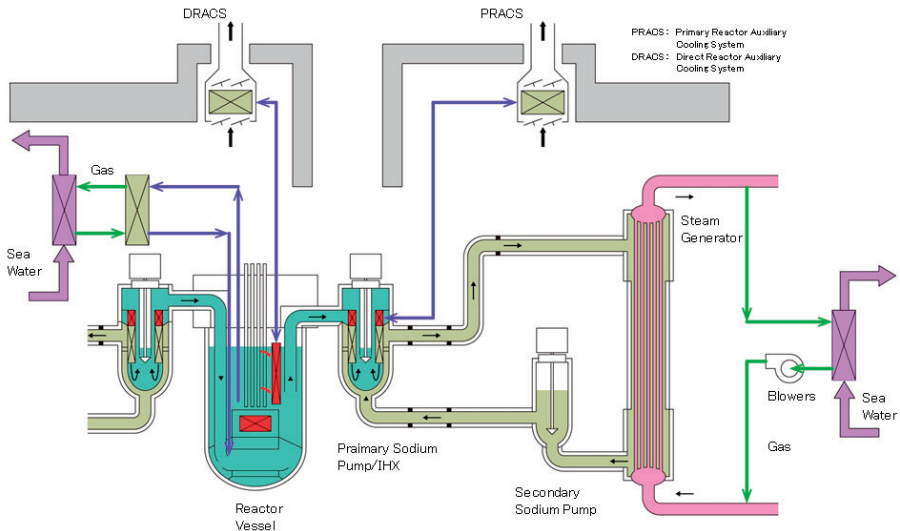 DRACS
PRACS
PRACS: Primary Reactor Auxiliary
Cooling System
DRACS: Direct Reactor Auxiliary
Cooling System
Gas
Sea
Water
Steam
Generator
Blowers
Sea
Water
Gas
Praimary Sodium
Pump/IHX
Secondary
Sodium Pump
Reactor
Vessel